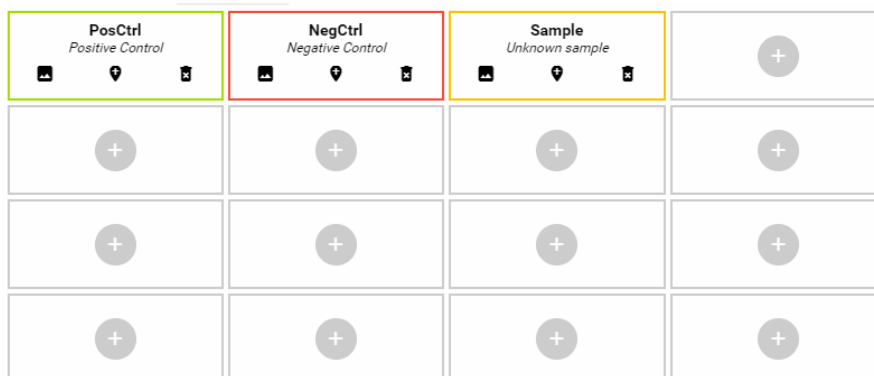 PosCtrl
Positive Control
NegCtrl
Negative Control
Sample
Unknown sample